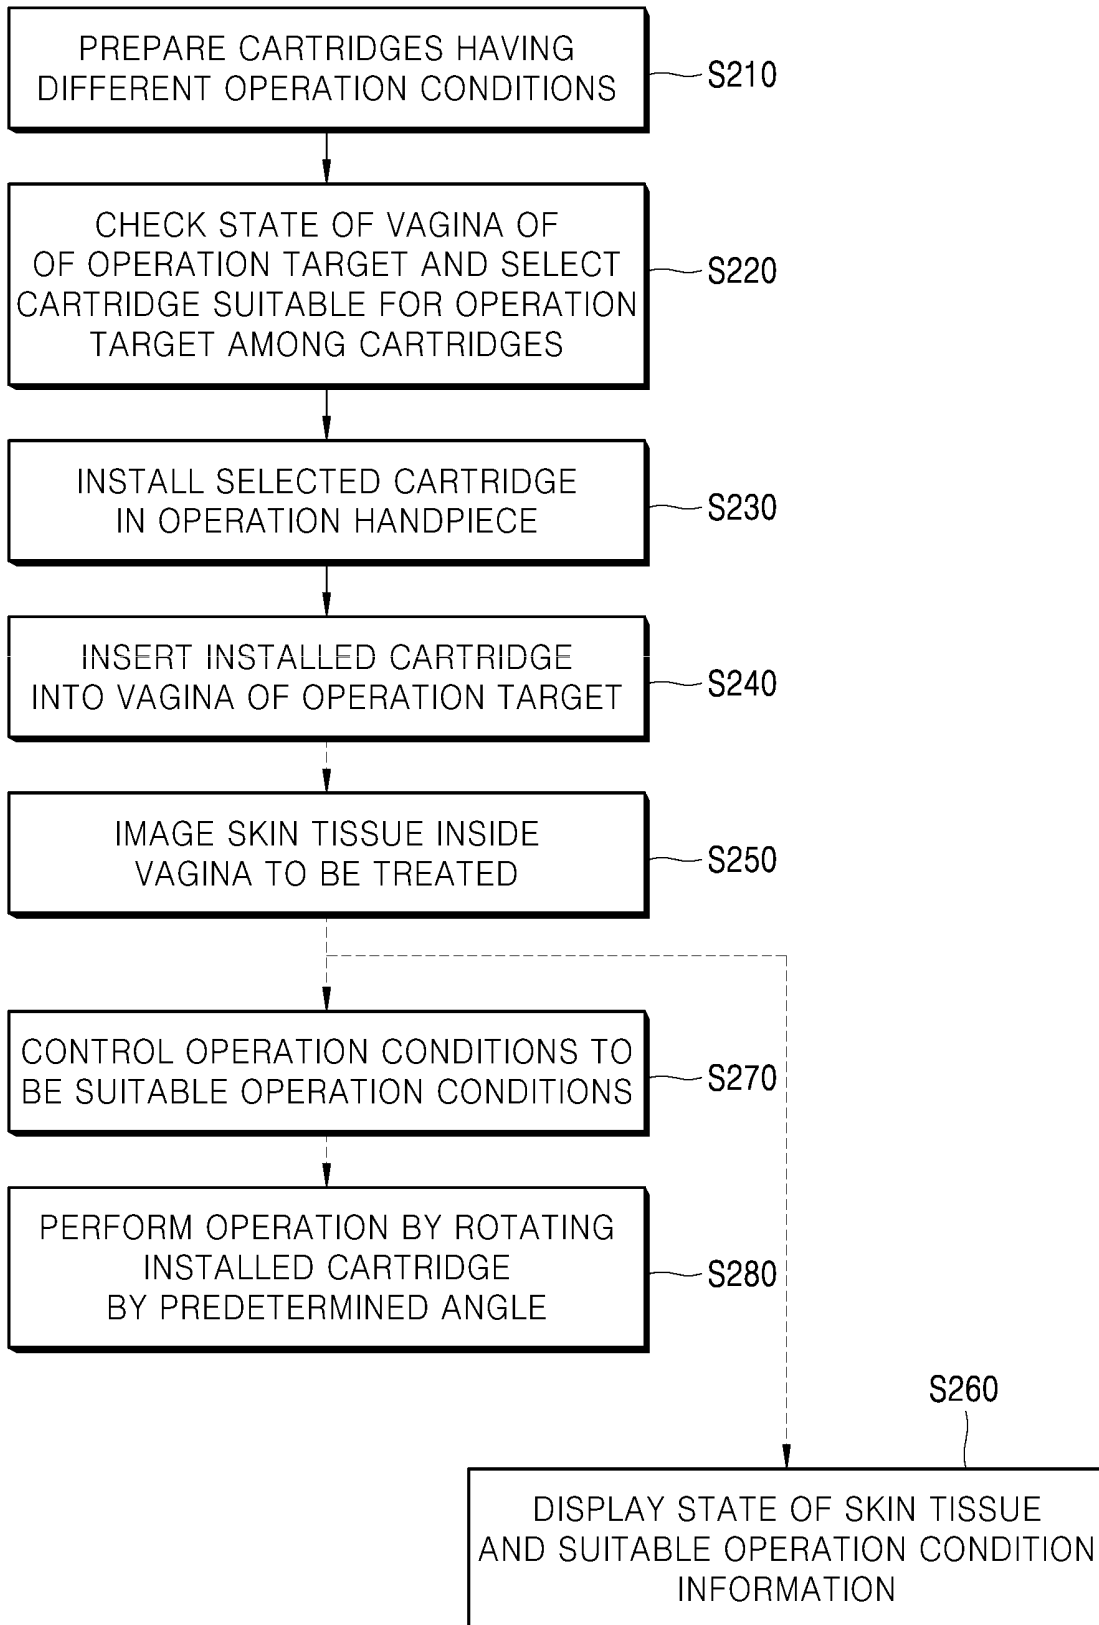 PREPARE CARTRIDGES HAVING
DIFFERENT OPERATION CONDITIONS
S210
CHECK STATE OF VAGINA OF
OF OPERATION TARGET AND SELECT
CARTRIDGE SUITABLE FOR OPERATION
TARGET AMONG CARTRIDGES
S220
INSTALL SELECTED CARTRIDGE
IN OPERATION HANDPIECE
S230
INSERT INSTALLED CARTRIDGE
INTO VAGINA OF OPERATION TARGET
S240
IMAGE SKIN TISSUE INSIDE
VAGINA TO BE TREATED
S250
CONTROL OPERATION CONDITIONS TO
BE SUITABLE OPERATION CONDITIONS
S270
PERFORM OPERATION BY ROTATING
INSTALLED CARTRIDGE
BY PREDETERMINED ANGLE
S280
S260
DISPLAY STATE OF SKIN TISSUE
AND SUITABLE OPERATION CONDITION
INFORMATION